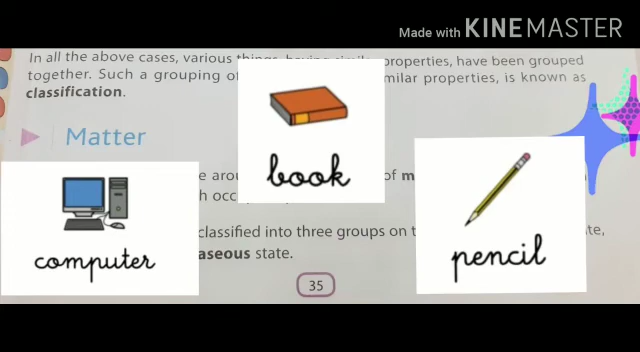 Made with KINEMASTER
In all the above cases, various things, having similar properties, have been grouped
together. Such a grouping of milar properties, is known as
classification.
Matter
book
e arou of m
h occ
computer
pencil
classified into three groups on t te,
aseous state.
35